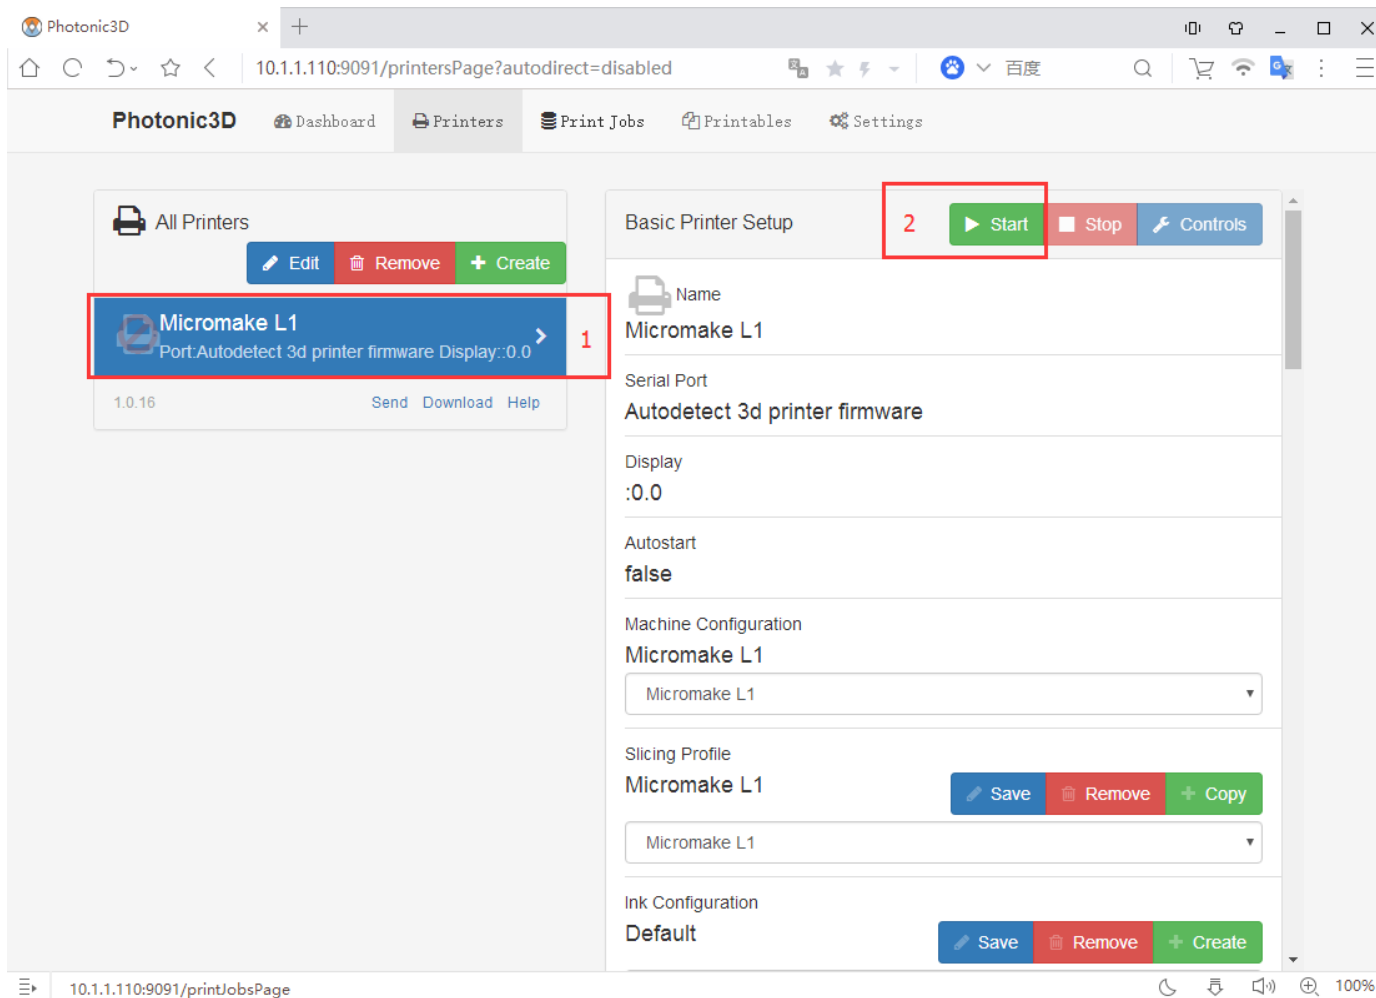 Photonic3D
10.1.1.110:9091/printersPage?autodirect=disabled
百度
Photonic3D Dashboard Printers Print Jobs Printables Settings
All Printers
Edit Remove Create
Micromake L1
Port:Autodetect 3d printer firmware Display::0.0
1
1.0.16 Send Download Help
Basic Printer Setup 2 Start Stop Controls
Name
Micromake L1
Serial Port
Autodetect 3d printer firmware
Display
:0.0
Autostart
false
Machine Configuration
Micromake L1
Micromake L1
Slicing Profile
Micromake L1 Save Remove Copy
Micromake L1
Ink Configuration
Default Save Remove Create
10.1.1.110:9091/printJobsPage 100%